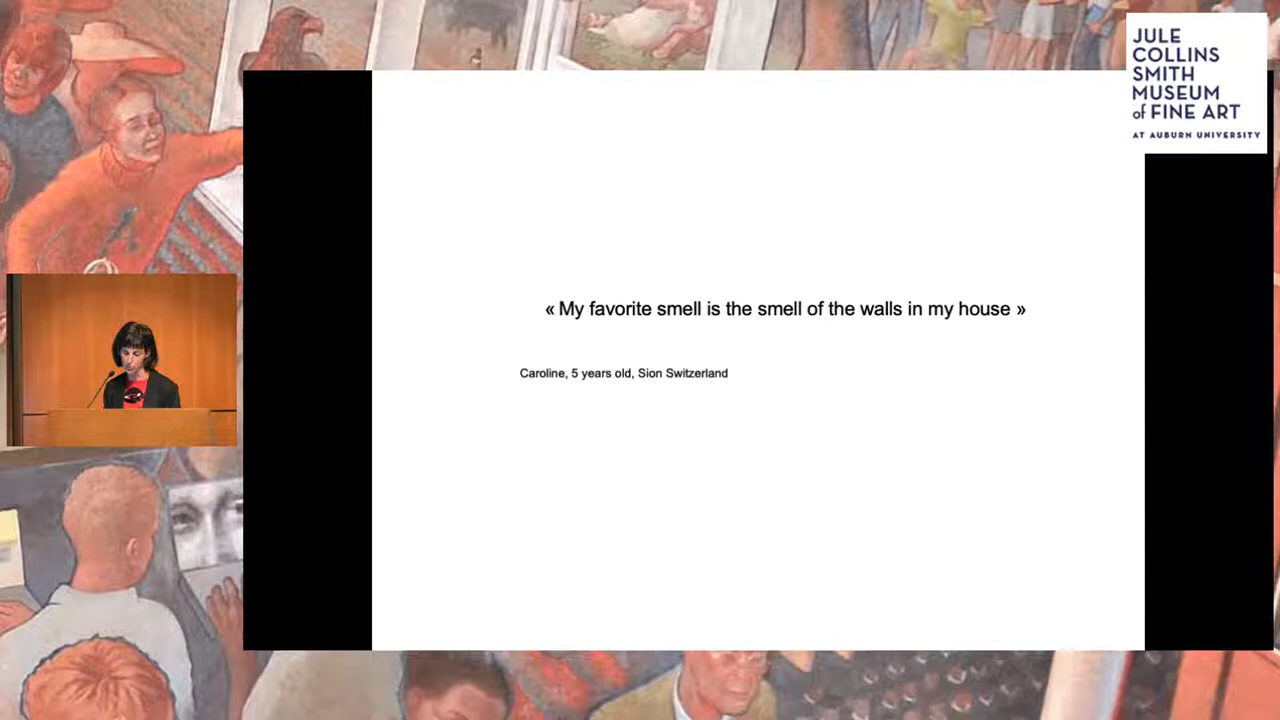 JULE
COLLINS
SMITH
MUSEUM
of FINE ART
AT AUBURN UNIVERSITY
« My favorite smell is the smell of the walls in my house »
Caroline, 5 years old, Sion Switzerland